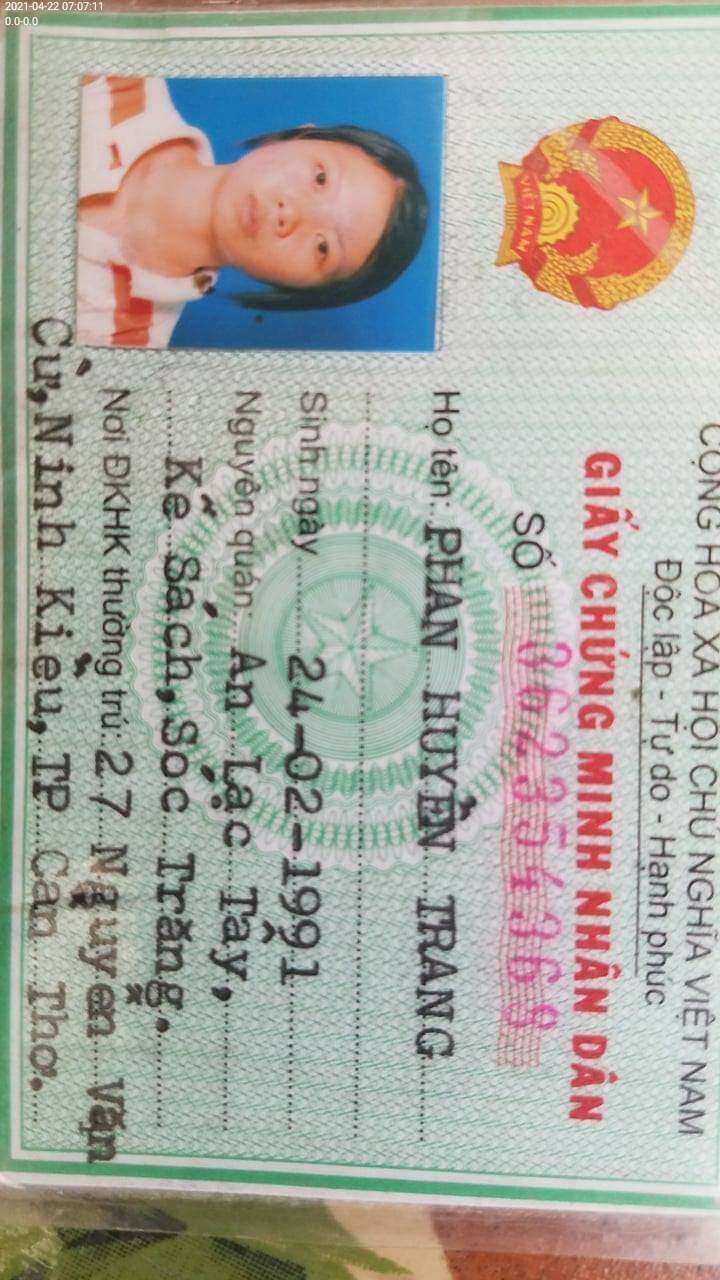 2021-04-22 07:07:11
0.0-0.0
CỘNG HÒA XÃ HỘI CHỦ NGHĨA VIỆT NAM
Độc lập - Tự do - Hạnh phúc
GIẤY CHỨNG MINH NHÂN DÂN
SỐ 362354368
VIỆT NAM
Họ tên: PHAN HUYỀN TRANG
Sinh ngày 24-02-1991
Nguyên quán An Lạc Tây,
Kế Sách, Sóc Trăng.
Nơi ĐKHK thường trú: 27 Nguyễn Văn
Cừ, Ninh Kiều, TP Cần Thơ.